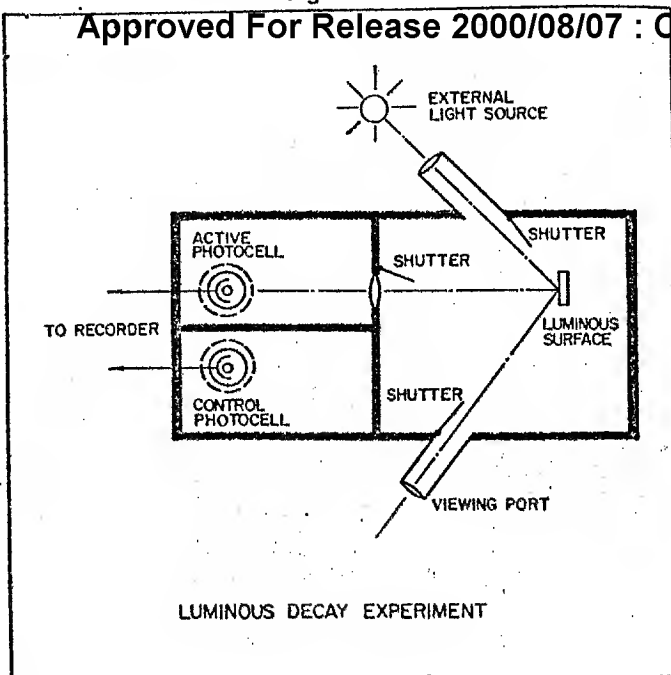 Approved For Release 2000/08/07 : C
EXTERNAL
LIGHT SOURCE
SHUTTER
ACTIVE
PHOTOCELL
SHUTTER
TO RECORDER
LUMINOUS
SURFACE
CONTROL
PHOTOCELL
SHUTTER
VIEWING PORT
LUMINOUS DECAY EXPERIMENT